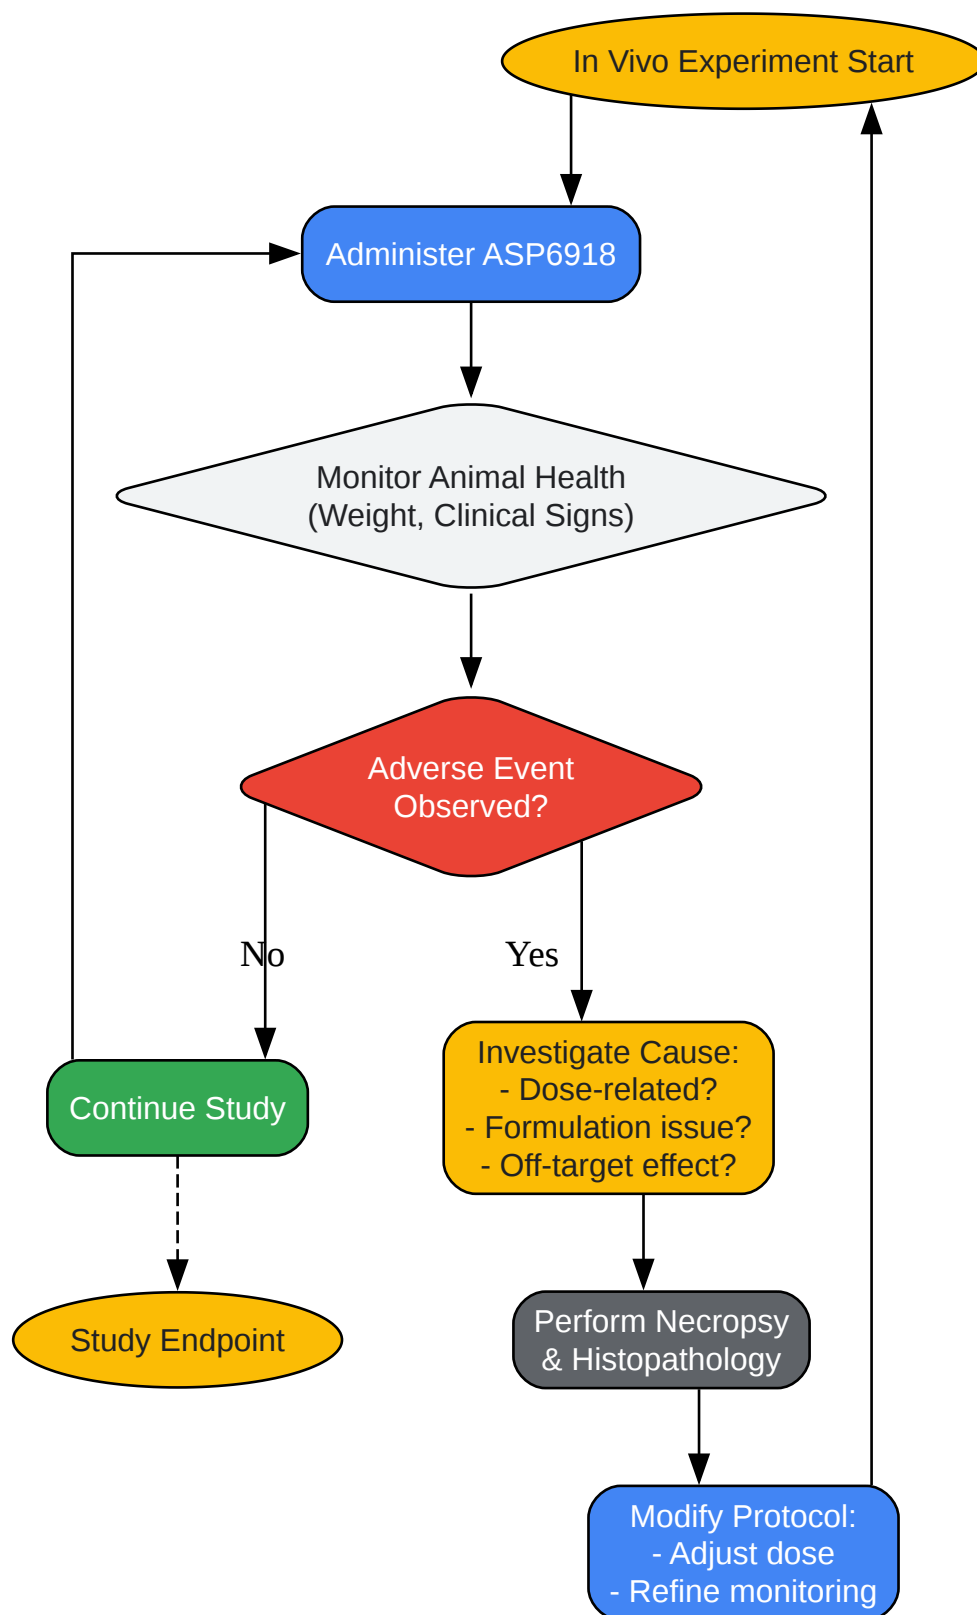 In Vivo Experiment Start
Administer ASP6918
Monitor Animal Health
(Weight, Clinical Signs)
Adverse Event
Observed?
No
Yes
Investigate Cause:
- Dose-related?
- Formulation issue?
- Off-target effect?
Continue Study
Perform Necropsy
& Histopathology
Study Endpoint
Modify Protocol:
- Adjust dose
- Refine monitoring